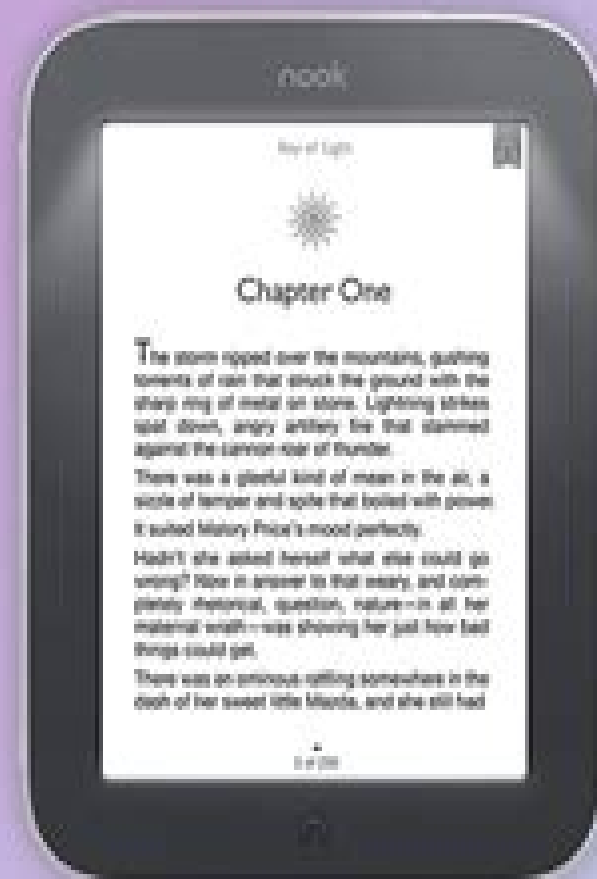 nook
Key of Light
Chapter One
The storm ripped over the mountains, gushing
torrents of rain that struck the ground with the
sharp ring of metal on stone. Lightning strikes
spat down, angry artillery fire that slammed
against the cannon roar of thunder.
There was a gleeful kind of mean in the air, a
sizzle of temper and spite that boiled with power.
It suited Malory Price's mood perfectly.
Hadn't she asked herself what else could go
wrong? Now in answer to that weary, and com-
pletely rhetorical, question, nature—in all her
maternal wrath—was showing her just how bad
things could get.
There was an ominous rattling somewhere in the
dash of her sweet little Mazda, and she still had